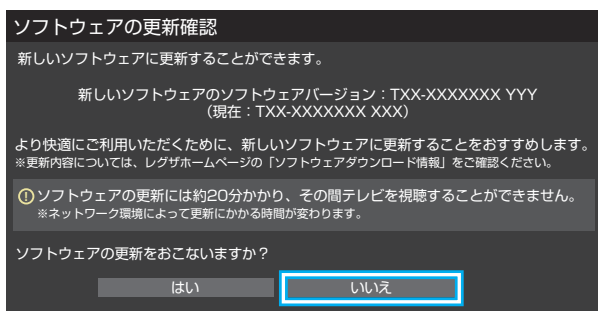 ソフトウェアの更新確認
新しいソフトウェアに更新することができます。
新しいソフトウェアのソフトウェアバージョン：TXX-XXXXXXX YYY
（現在：TXX-XXXXXXX XXX）
より快適にご利用いただくために、新しいソフトウェアに更新することをおすすめします。
※更新内容については、レグザホームページの「ソフトウェアダウンロード情報」をご確認ください。
ソフトウェアの更新には約20分かかり、その間テレビを視聴することができません。
※ネットワーク環境によって更新にかかる時間が変わります。
ソフトウェアの更新をおこないますか？
はい
いいえ